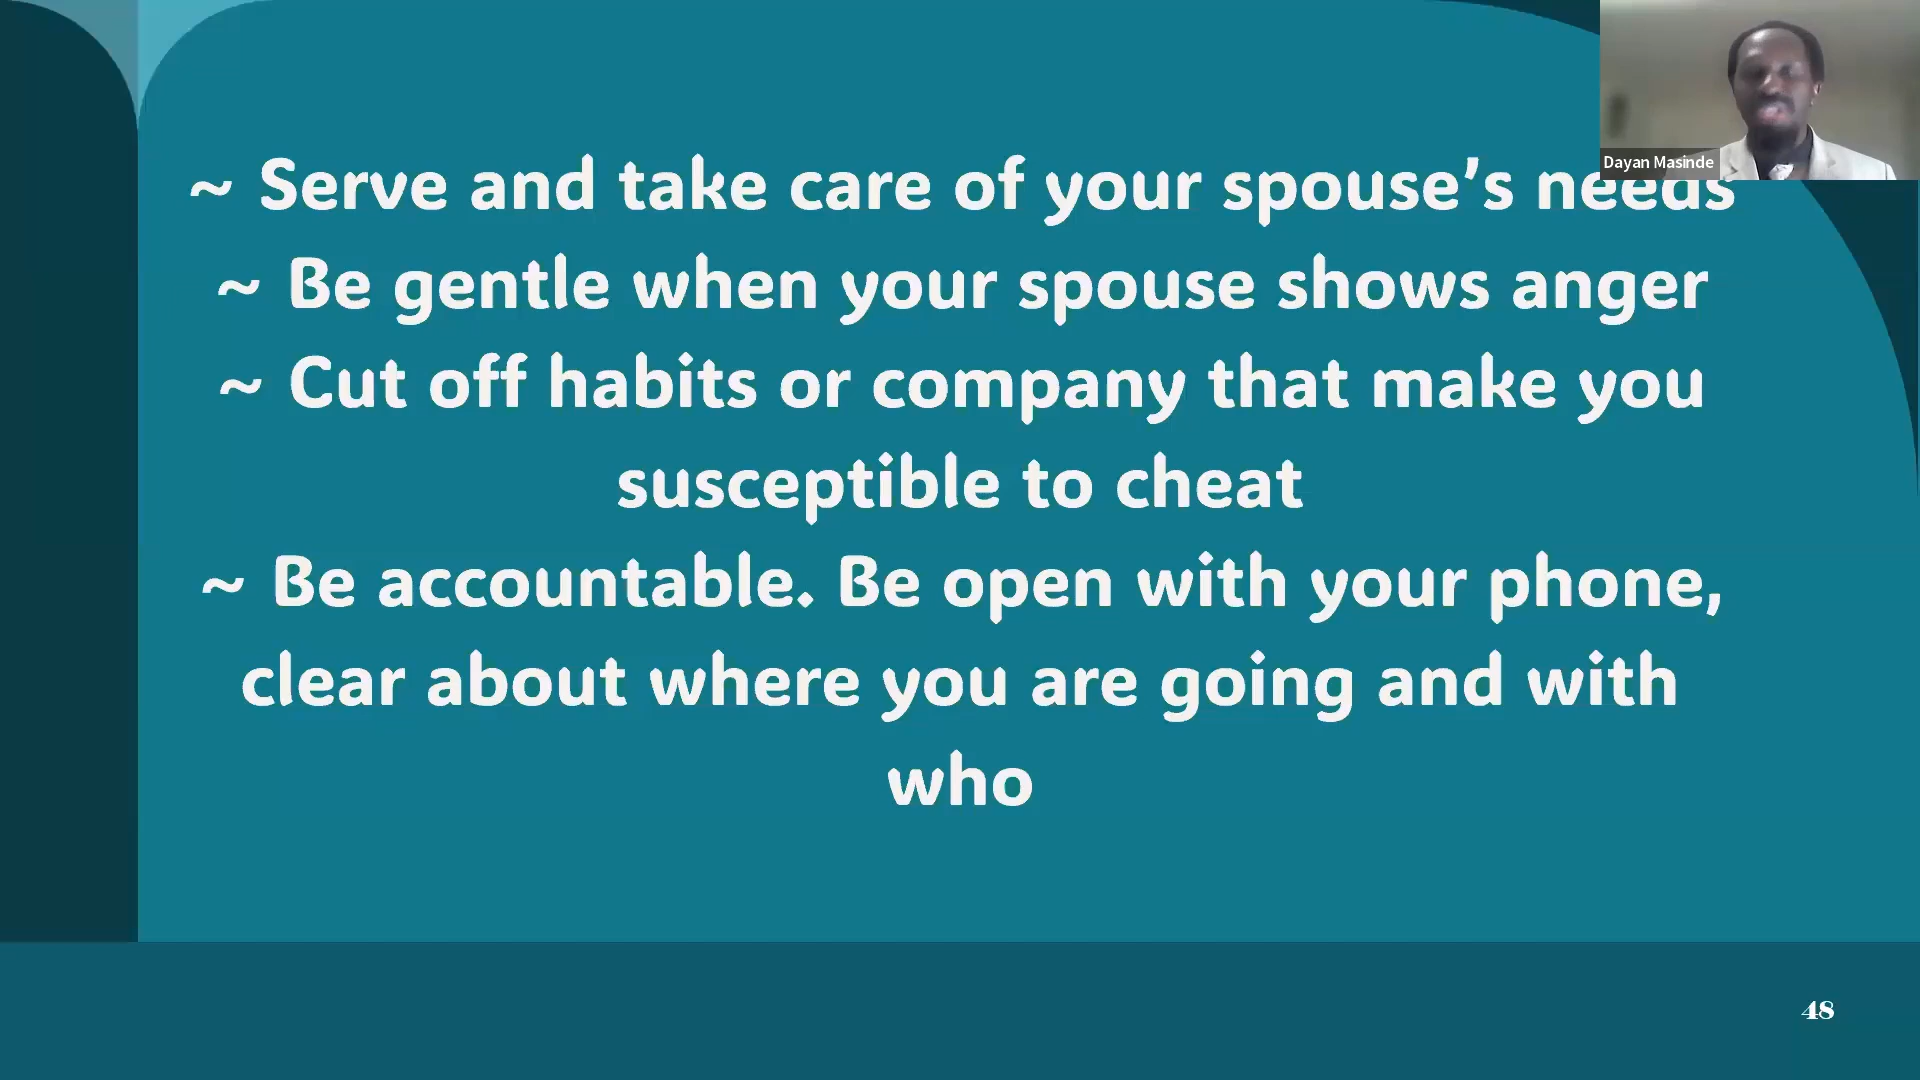 ~ Serve and take care of your spouse's needs
~ Be gentle when your spouse shows anger
~ Cut off habits or company that make you
susceptible to cheat
~ Be accountable. Be open with your phone,
clear about where you are going and with
who
Dayan Masinde
48